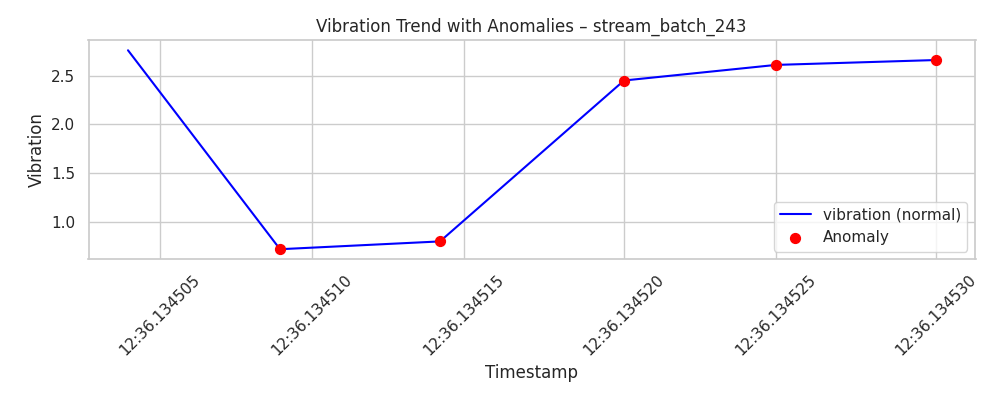 Vibration Trend with Anomalies – stream_batch_243
Vibration
2.5
2.0
1.5
1.0
vibration (normal)
Anomaly
12:36.134505
12:36.134510
12:36.134515
12:36.134520
12:36.134525
12:36.134530
Timestamp